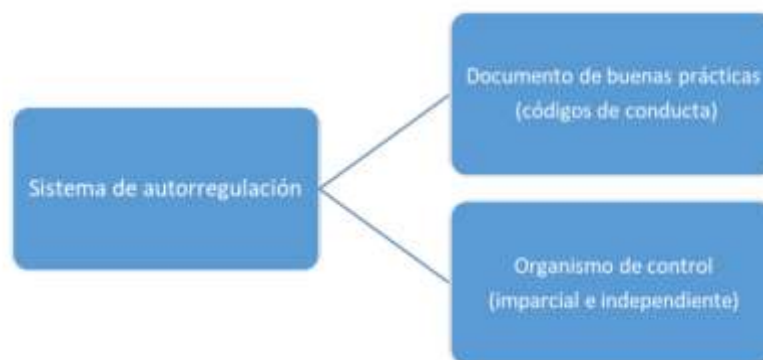 Sistema de autorregulación
Documento de buenas prácticas
(códigos de conducta)
Organismo de control
(imparcial e independiente)